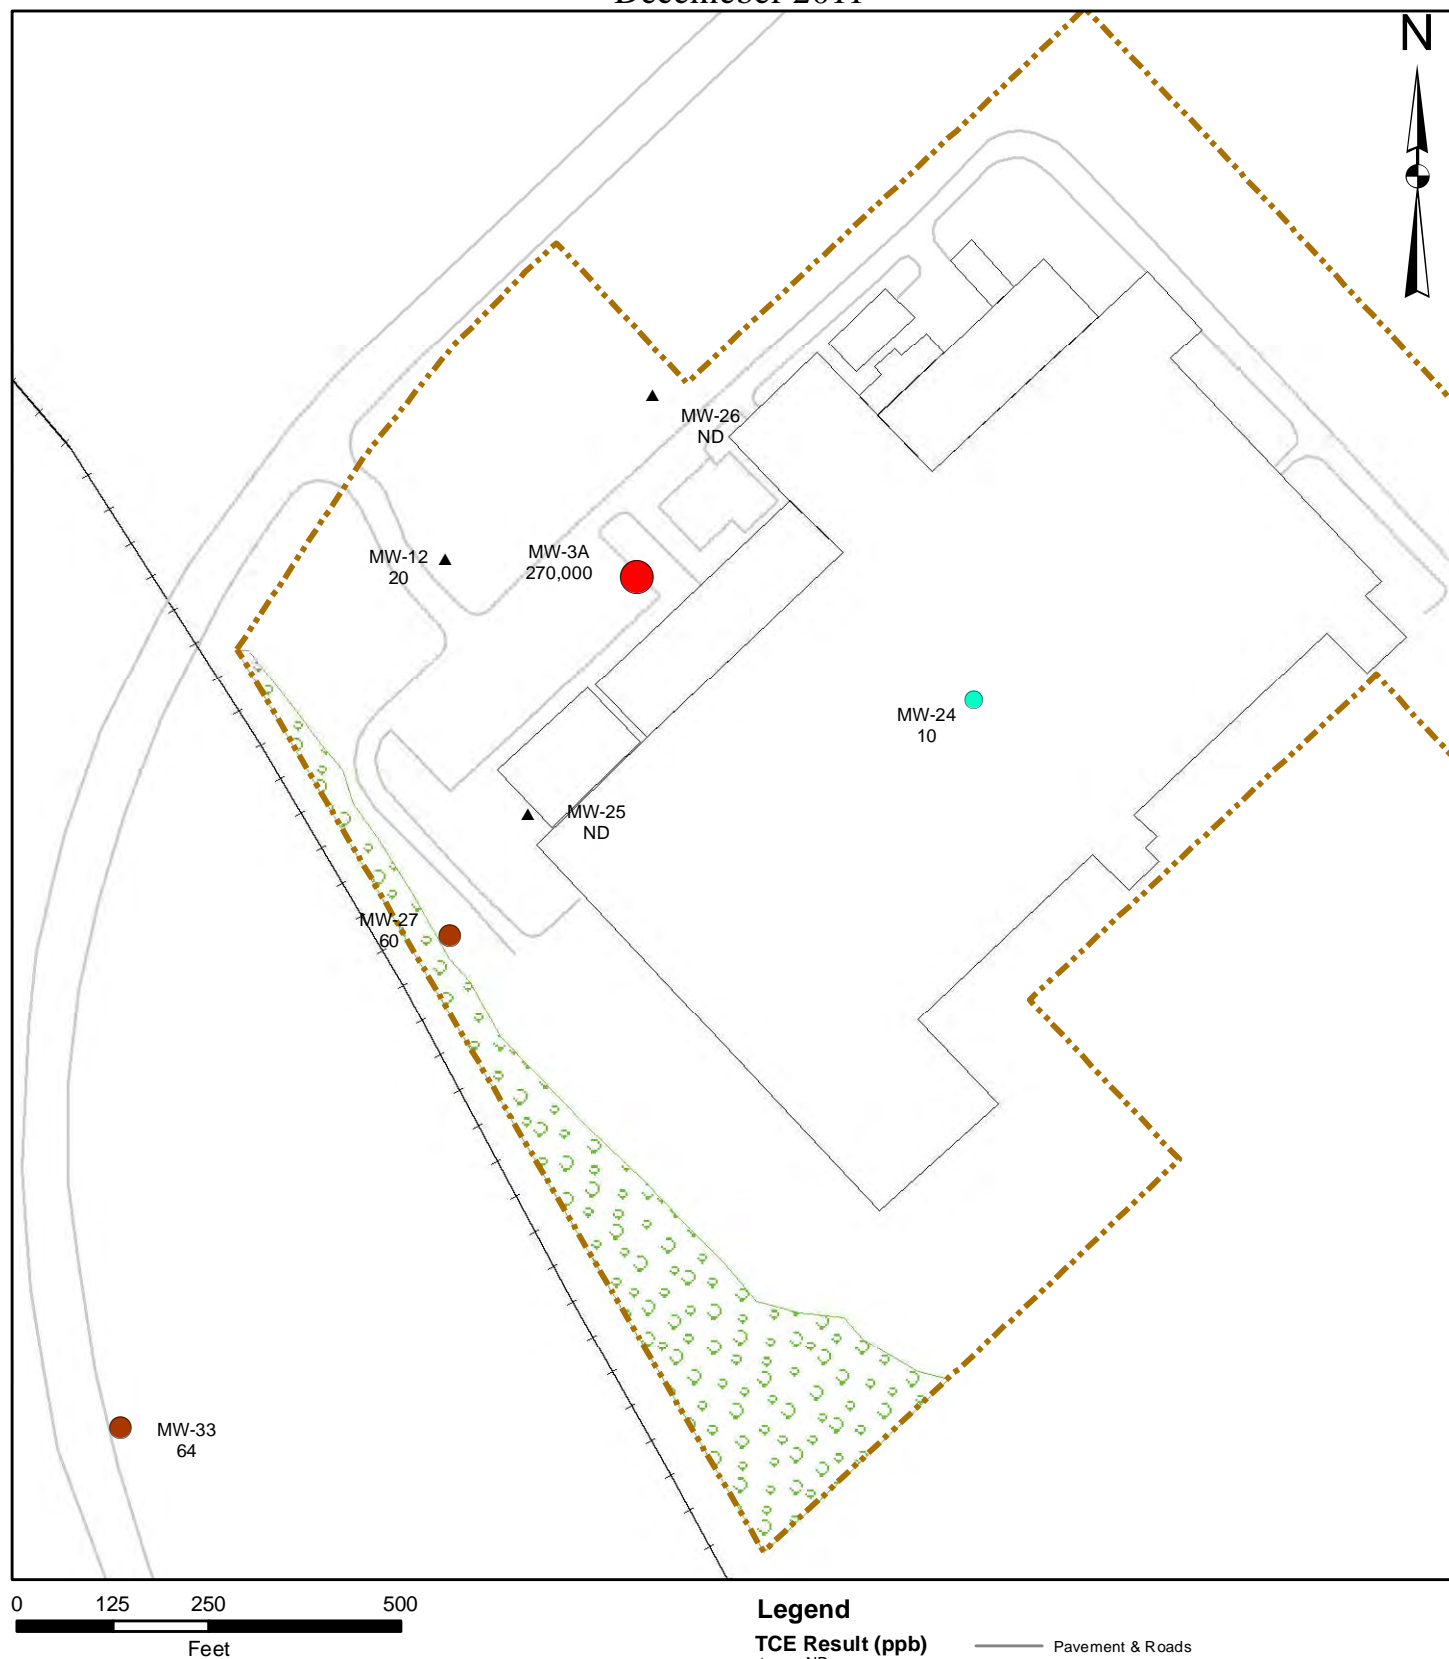 N
MW-26
ND
MW-12
20
MW-3A
270,000
MW-24
10
MW-25
ND
MW-27
60
MW-33
64
0 125 250 500
Feet
Legend
TCE Result (ppb)
Pavement & Roads